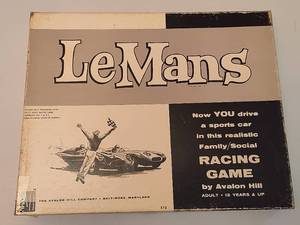 LeMans
Now YOU drive
a sports car
in this realistic
Family/Social
RACING
GAME
by Avalon Hill
ADULT • 12 YEARS & UP
THE AVALON HILL COMPANY • BALTIMORE, MARYLAND